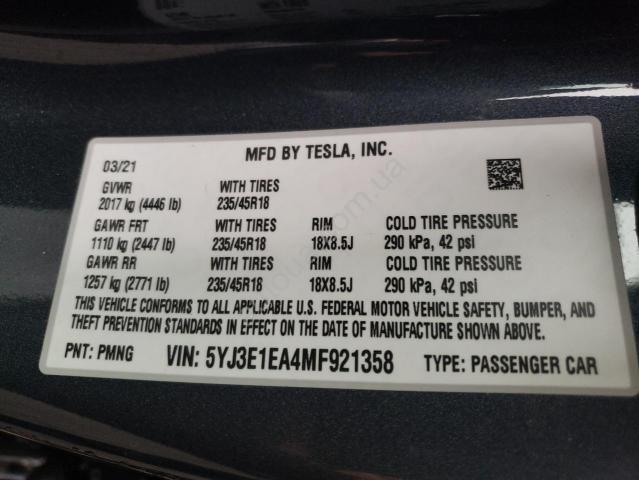 MFD BY TESLA, INC.
03/21
GVWR WITH TIRES
2017 kg (4446 lb) 235/45R18
GAWR FRT WITH TIRES RIM COLD TIRE PRESSURE
1110 kg (2447 lb) 235/45R18 18X8.5J 290 kPa, 42 psi
GAWR RR WITH TIRES RIM COLD TIRE PRESSURE
1257 kg (2771 lb) 235/45R18 18X8.5J 290 kPa, 42 psi
THIS VEHICLE CONFORMS TO ALL APPLICABLE U.S. FEDERAL MOTOR VEHICLE SAFETY, BUMPER, AND
THEFT PREVENTION STANDARDS IN EFFECT ON THE DATE OF MANUFACTURE SHOWN ABOVE.
PNT: PMNG VIN: 5YJ3E1EA4MF921358 TYPE: PASSENGER CAR